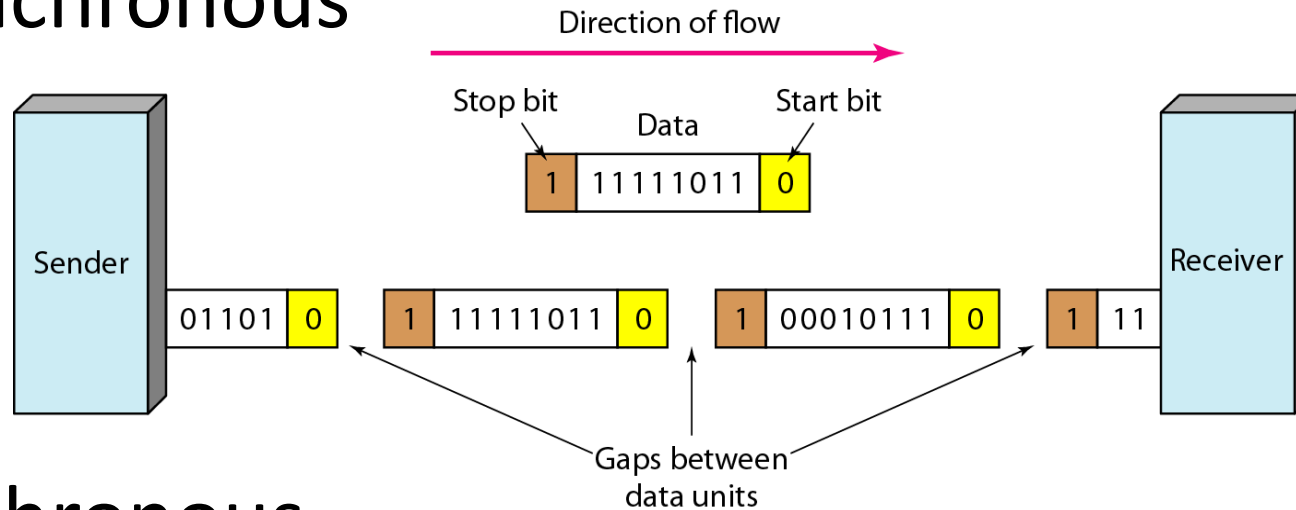 nchronous
Direction of flow
Stop bit
Start bit
Data
1 11111011 0
Sender
Receiver
01101 0
1 11111011 0
1 00010111 0
1 11
Gaps between
data units
hronous